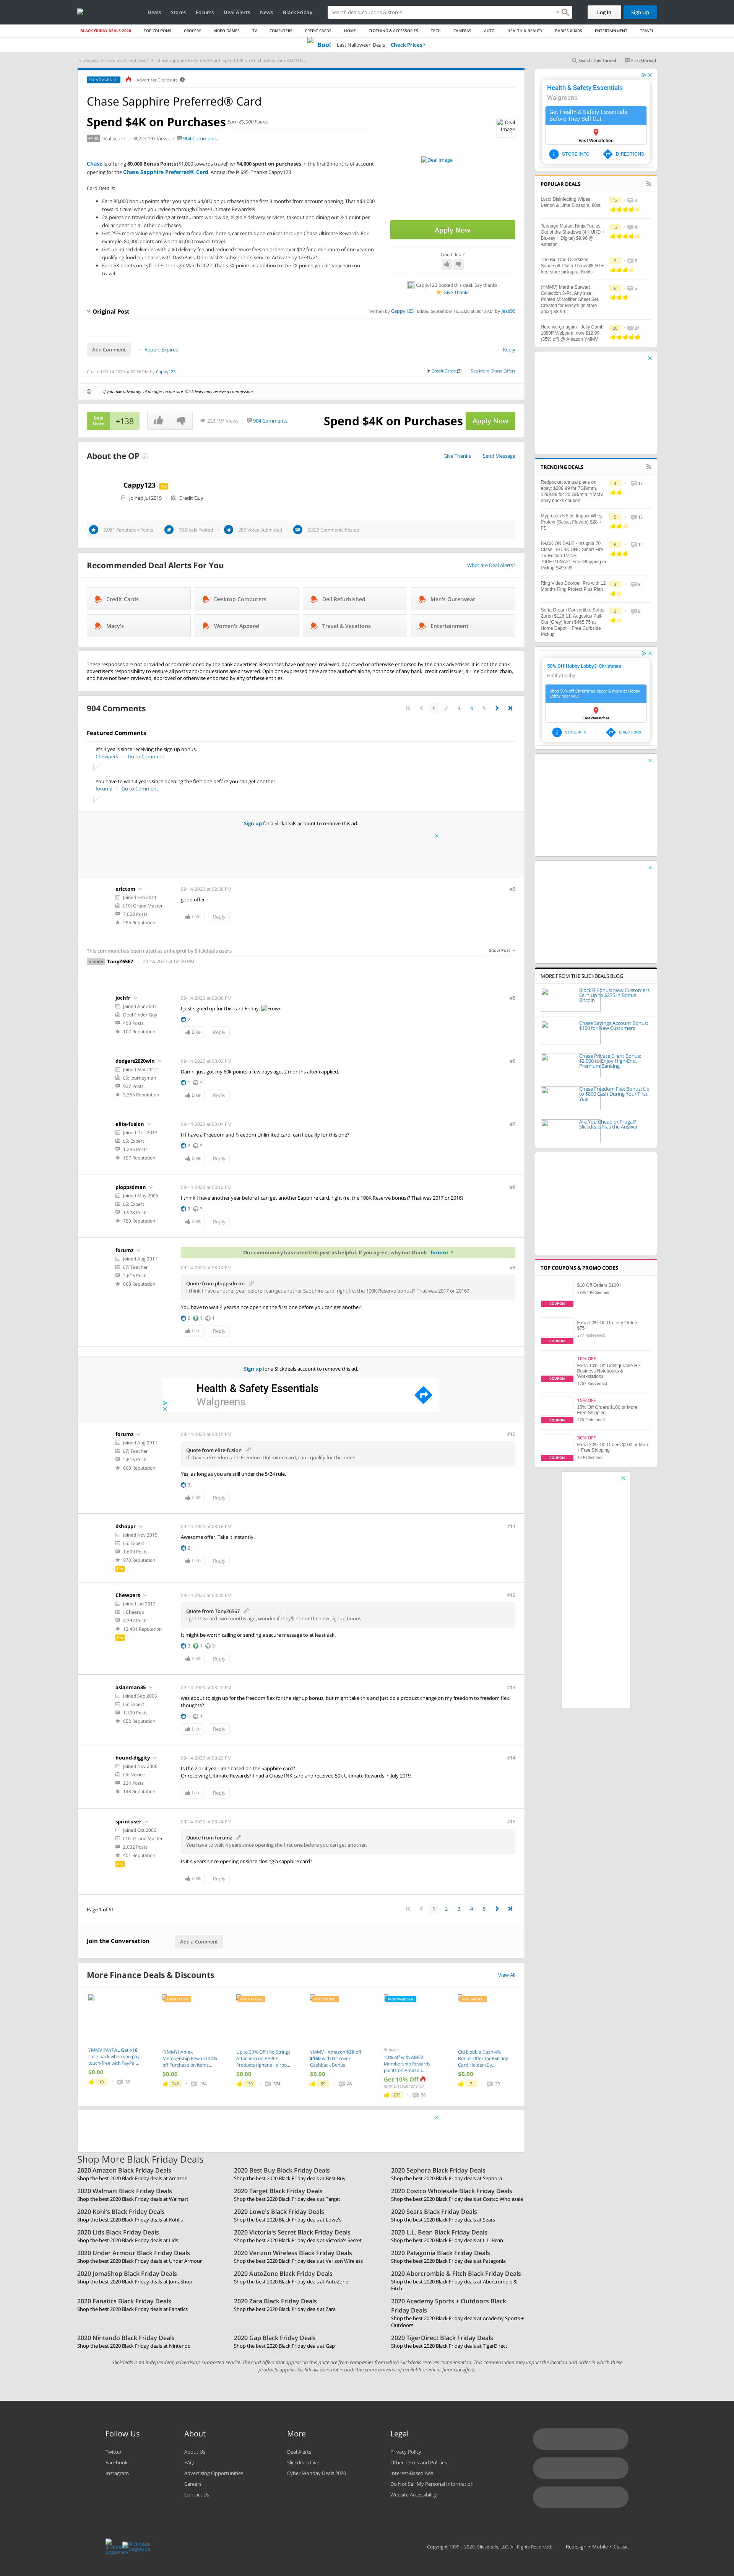 Deals Stores Forums Deal Alerts News Black Friday Search deals, coupons & stores Log In Sign Up
BLACK FRIDAY DEALS 2020 TOP COUPONS GROCERY VIDEO GAMES TV COMPUTERS CREDIT CARDS HOME CLOTHING & ACCESSORIES TECH CAMERAS AUTO HEALTH & BEAUTY BABIES & KIDS ENTERTAINMENT TRAVEL
Boo! Last Halloween Deals Check Prices
Slickdeals Forums Hot Deals Chase Sapphire Preferred® Card: Spend $4K on Purchases & Earn 80,000 P...
Search This Thread First Unread
FRONTPAGE DEAL Advertiser Disclosure
Chase Sapphire Preferred® Card
Spend $4K on Purchases Earn 80,000 Points
+138 Deal Score 223,197 Views 904 Comments
Deal Image
Chase is offering 80,000 Bonus Points ($1,000 towards travel) w/ $4,000 spent on purchases in the first 3 months of account
opening through the Chase Sapphire Preferred® Card. Annual fee is $95. Thanks Cappy123
Card Details:
Earn 80,000 bonus points after you spend $4,000 on purchases in the first 3 months from account opening. That's $1,000
toward travel when you redeem through Chase Ultimate Rewards®.
2X points on travel and dining at restaurants worldwide, eligible delivery services, takeout and dining out & 1 point per
dollar spent on all other purchases.
Get 25% more value when you redeem for airfare, hotels, car rentals and cruises through Chase Ultimate Rewards. For
example, 80,000 points are worth $1,000 toward travel.
Get unlimited deliveries with a $0 delivery fee and reduced service fees on orders over $12 for a minimum of one year on
qualifying food purchases with DashPass, DoorDash's subscription service. Activate by 12/31/21.
Earn 5X points on Lyft rides through March 2022. That's 3X points in addition to the 2X points you already earn on
travel.
Deal Image
Apply Now
Good deal?
Cappy123 posted this deal. Say thanks!
Give Thanks
Original Post
Written by Cappy123 Edited September 16, 2020 at 09:40 AM by Jess96
Add Comment Report Expired Reply
Created 09-14-2020 at 02:56 PM by Cappy123
Credit Cards (3) See More Chase Offers
If you take advantage of an offer on our site, Slickdeals may receive a commission.
Deal Score +138 223,197 Views 904 Comments Spend $4K on Purchases Apply Now
About the OP Give Thanks Send Message
Cappy123 Pro
Joined Jul 2015 Credit Guy
3,081 Reputation Points 78 Deals Posted 356 Votes Submitted 5,326 Comments Posted
Recommended Deal Alerts For You What are Deal Alerts?
Credit Cards Desktop Computers Dell Refurbished Men's Outerwear
Macy's Women's Apparel Travel & Vacations Entertainment
These responses are not provided or commissioned by the bank advertiser. Responses have not been reviewed, approved or otherwise endorsed by the bank advertiser. It is not the bank
advertiser's responsibility to ensure all posts and/or questions are answered. Opinions expressed here are the author's alone, not those of any bank, credit card issuer, airline or hotel chain,
and have not been reviewed, approved or otherwise endorsed by any of these entities.
904 Comments 1 2 3 4 5
Featured Comments
It's 4 years since receiving the sign up bonus.
Chewpers Go to Comment
You have to wait 4 years since opening the first one before you can get another.
forumz Go to Comment
Sign up for a Slickdeals account to remove this ad.
erictom 09-14-2020 at 02:58 PM #3
Joined Feb 2011
L10: Grand Master
7,008 Posts
285 Reputation
good offer
Like Reply
This comment has been rated as unhelpful by Slickdeals users Show Post
TonyZ6567 09-14-2020 at 02:59 PM
jochfr 09-14-2020 at 03:00 PM #5
Joined Apr 2007
Devil Finder Guy
458 Posts
107 Reputation
I just signed up for this card Friday. Frown
2
Like Reply
dodgers2020win 09-14-2020 at 03:03 PM #6
Joined Mar 2012
L5: Journeyman
927 Posts
3,265 Reputation
Damn, just got my 60k points a few days ago, 2 months after I applied.
1 3
Like Reply
elite-fusion 09-14-2020 at 03:04 PM #7
Joined Dec 2013
L6: Expert
1,285 Posts
157 Reputation
If I have a Freedom and Freedom Unlimited card, can I qualify for this one?
2 2
Like Reply
ploppsdman 09-14-2020 at 03:12 PM #8
Joined May 2005
L6: Expert
1,928 Posts
750 Reputation
I think I have another year before I can get another Sapphire card, right (re: the 100K Reserve bonus)? That was 2017 or 2016?
2 3
Like Reply
forumz
Joined Aug 2011
L7: Teacher
2,616 Posts
660 Reputation
Our community has rated this post as helpful. If you agree, why not thank forumz ?
09-14-2020 at 03:14 PM #9
Quote from ploppsdman
I think I have another year before I can get another Sapphire card, right (re: the 100K Reserve bonus)? That was 2017 or 2016?
You have to wait 4 years since opening the first one before you can get another.
9 1 1
Like Reply
Sign up for a Slickdeals account to remove this ad.
Health & Safety Essentials
Walgreens
forumz 09-14-2020 at 03:15 PM #10
Joined Aug 2011
L7: Teacher
2,616 Posts
660 Reputation
Quote from elite-fusion
If I have a Freedom and Freedom Unlimited card, can I qualify for this one?
Yes, as long as you are still under the 5/24 rule.
3
Like Reply
dshoppr 09-14-2020 at 03:16 PM #11
Joined Nov 2015
L6: Expert
1,609 Posts
970 Reputation
Pro
Awesome offer. Take it instantly..
2
Like Reply
Chewpers 09-14-2020 at 03:20 PM #12
Joined Jan 2012
! Cheers !
4,397 Posts
13,481 Reputation
Pro
Quote from TonyZ6567
I got this card two months ago, wonder if they'll honor the new signup bonus
It might be worth calling or sending a secure message to at least ask.
3 1 3
Like Reply
asianman35 09-14-2020 at 03:22 PM #13
Joined Sep 2005
L6: Expert
1,109 Posts
652 Reputation
was about to sign up for the freedom flex for the signup bonus, but might take this and just do a product change on my freedom to freedom flex.
thoughts?
1 1
Like Reply
hound-diggity 09-14-2020 at 03:23 PM #14
Joined Nov 2006
L3: Novice
234 Posts
148 Reputation
Is the 2 or 4 year limit based on the Sapphire card?
Or receiving Ultimate Rewards? I had a Chase INK card and received 50k Ultimate Rewards in July 2019.
Like Reply
sprintuser 09-14-2020 at 03:24 PM #15
Joined Oct 2006
L10: Grand Master
2,032 Posts
401 Reputation
Pro
Quote from forumz
You have to wait 4 years since opening the first one before you can get another.
Is it 4 years since opening or since closing a sapphire card?
Like Reply
Page 1 of 61 1 2 3 4 5
Join the Conversation Add a Comment
More Finance Deals & Discounts View All
YMMV PAYPAL Get $10
cash back when you pay
touch-free with PayPal...
$0.00
(YMMV) Amex
Membership Reward 40%
off Purchase on Items...
$0.00
Up to 33% Off (No Strings
Attached) on APPLE
Products (iphone , airpo...
$0.00
YMMV - Amazon $30 off
$150 with Discover
Cashback Bonus
$0.00
Amazon
10% off with AMEX
Membership Rewards
points on Amazon,...
Get 10% Off
Citi Double Cash 4%
Bonus Offer for Existing
Card Holder (By...
$0.00
Shop More Black Friday Deals
2020 Amazon Black Friday Deals
Shop the best 2020 Black Friday deals at Amazon
2020 Best Buy Black Friday Deals
Shop the best 2020 Black Friday deals at Best Buy
2020 Sephora Black Friday Deals
Shop the best 2020 Black Friday deals at Sephora
2020 Walmart Black Friday Deals
Shop the best 2020 Black Friday deals at Walmart
2020 Target Black Friday Deals
Shop the best 2020 Black Friday deals at Target
2020 Costco Wholesale Black Friday Deals
Shop the best 2020 Black Friday deals at Costco Wholesale
2020 Kohl's Black Friday Deals
Shop the best 2020 Black Friday deals at Kohl's
2020 Lowe's Black Friday Deals
Shop the best 2020 Black Friday deals at Lowe's
2020 Sears Black Friday Deals
Shop the best 2020 Black Friday deals at Sears
2020 Lids Black Friday Deals
Shop the best 2020 Black Friday deals at Lids
2020 Victoria's Secret Black Friday Deals
Shop the best 2020 Black Friday deals at Victoria's Secret
2020 L.L. Bean Black Friday Deals
Shop the best 2020 Black Friday deals at L.L. Bean
2020 Under Armour Black Friday Deals
Shop the best 2020 Black Friday deals at Under Armour
2020 Verizon Wireless Black Friday Deals
Shop the best 2020 Black Friday deals at Verizon Wireless
2020 Patagonia Black Friday Deals
Shop the best 2020 Black Friday deals at Patagonia
2020 JomaShop Black Friday Deals
Shop the best 2020 Black Friday deals at JomaShop
2020 AutoZone Black Friday Deals
Shop the best 2020 Black Friday deals at AutoZone
2020 Abercrombie & Fitch Black Friday Deals
Shop the best 2020 Black Friday deals at Abercrombie &
Fitch
2020 Fanatics Black Friday Deals
Shop the best 2020 Black Friday deals at Fanatics
2020 Zara Black Friday Deals
Shop the best 2020 Black Friday deals at Zara
2020 Academy Sports + Outdoors Black
Friday Deals
Shop the best 2020 Black Friday deals at Academy Sports +
Outdoors
2020 Nintendo Black Friday Deals
Shop the best 2020 Black Friday deals at Nintendo
2020 Gap Black Friday Deals
Shop the best 2020 Black Friday deals at Gap
2020 TigerDirect Black Friday Deals
Shop the best 2020 Black Friday deals at TigerDirect
Slickdeals is an independent, advertising-supported service. The card offers that appear on this page are from companies from which Slickdeals receives compensation. This compensation may impact the location and order in which these
products appear. Slickdeals does not include the entire universe of available credit or financial offers.
Health & Safety Essentials
Walgreens
Get Health & Safety Essentials
Before They Sell Out.
East Wenatchee
STORE INFO DIRECTIONS
POPULAR DEALS
Lysol Disinfecting Wipes,
Lemon & Lime Blossom, 80ct
Teenage Mutant Ninja Turtles:
Out of the Shadows (4K UHD +
Blu-ray + Digital) $9.96 @
Amazon
The Big One Oversized
Supersoft Plush Throw $8.50 +
free store pickup at Kohls
(YMMV) Martha Stewart
Collection 3-Pc. Any size ,
Printed Microfiber Sheet Set,
Created for Macy's (in store
price) $8.99
Here we go again - Jelly Comb
1080P Webcam, now $12.99
(35% off) @ Amazon YMMV
TRENDING DEALS
Redpocket annual plans on
ebay: $209.99 for 7GB/mth,
$299.99 for 20 GB/mth; YMMV
ebay bucks coupon
Myprotein 5.5lbs Impact Whey
Protein (Select Flavors) $28 +
FS
BACK ON SALE - Insignia 70"
Class LED 4K UHD Smart Fire
TV Edition TV NS-
70DF710NA21 Free Shipping or
Pickup $499.99
Ring Video Doorbell Pro with 12
Months Ring Protect Plus Plan
Serta Dream Convertible Sofas:
Zoren $128.11, Augustus Pull-
Out (Grey) from $465.75 at
Home Depot + Free Curbside
Pickup
50% Off Hobby Lobby® Christmas
Hobby Lobby
Shop 50% off Christmas decor & more at Hobby
Lobby near you!
East Wenatchee
STORE INFO DIRECTIONS
MORE FROM THE SLICKDEALS BLOG
BlockFi Bonus: New Customers
Earn Up to $275 in Bonus
Bitcoin
Chase Savings Account Bonus:
$150 for New Customers
Chase Private Client Bonus:
$2,000 to Enjoy High-End,
Premium Banking
Chase Freedom Flex Bonus: Up
to $800 Cash During Your First
Year
Are You Cheap or Frugal?
Slickdeals Has the Answer
TOP COUPONS & PROMO CODES
$10 Off Orders $100+
COUPON
Extra 20% Off Grocery Orders
$75+
277 Redeemed
COUPON
10% OFF
Extra 10% Off Configurable HP
Business Notebooks &
Workstations
1757 Redeemed
COUPON
15% OFF
15% Off Orders $100 or More +
Free Shipping
COUPON
30% OFF
Extra 30% Off Orders $100 or More
+ Free Shipping
COUPON
Follow Us
Twitter
Facebook
Instagram
About
About Us
FAQ
Advertising Opportunities
Careers
Contact Us
More
Deal Alerts
Slickdeals Live
Cyber Monday Deals 2020
Legal
Privacy Policy
Other Terms and Policies
Interest-Based Ads
Do Not Sell My Personal Information
Website Accessibility
Copyright 1999 - 2020, Slickdeals, LLC. All Rights Reserved. Redesign • Mobile • Classic